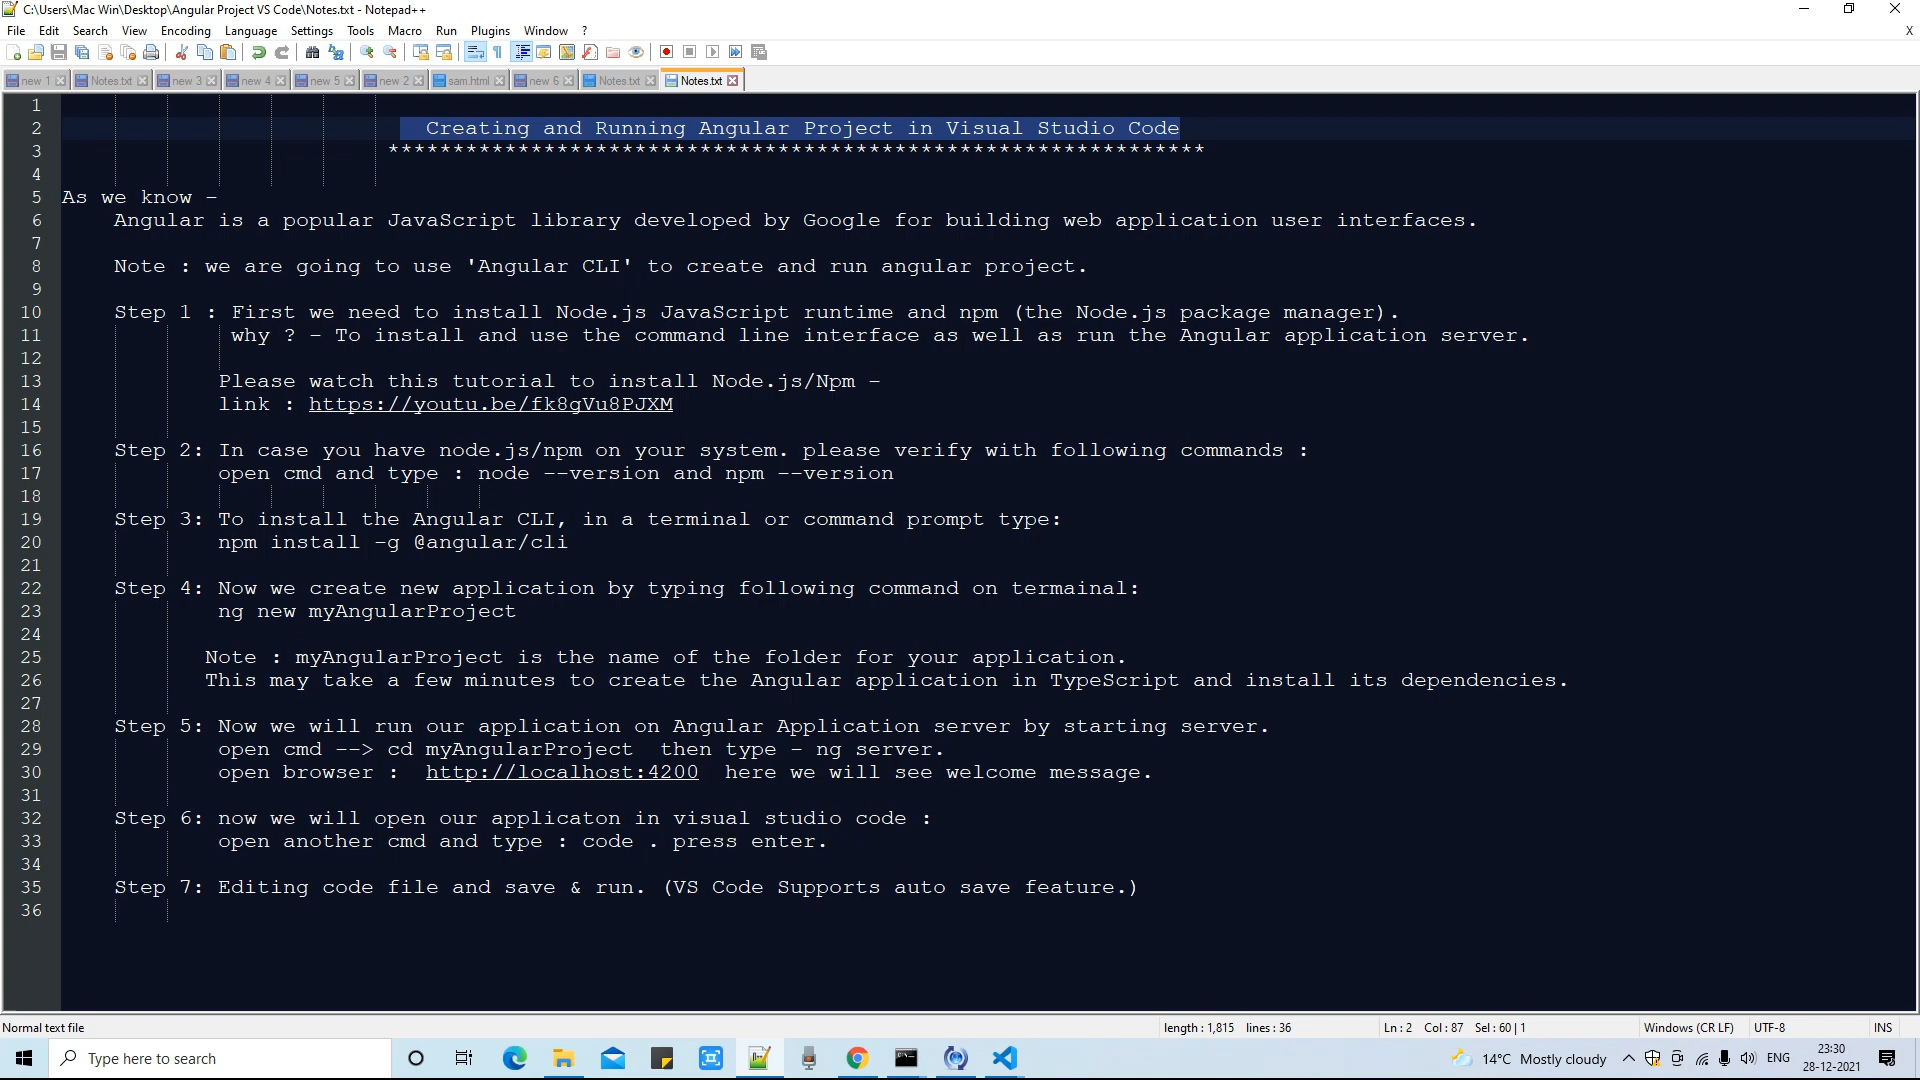 C:\Users\Mac Win\Desktop\Angular Project VS Code\Notes.txt - Notepad++
File Edit Search View Encoding Language Settings Tools Macro Run Plugins Window ? X
new 1 Notes.txt new 3 new 4 new 5 new 2 sam.html new 6 Notes.txt Notes.txt
1
2 Creating and Running Angular Project in Visual Studio Code
3 ***************************************************************
4
5 As we know -
6 Angular is a popular JavaScript library developed by Google for building web application user interfaces.
7
8 Note : we are going to use 'Angular CLI' to create and run angular project.
9
10 Step 1 : First we need to install Node.js JavaScript runtime and npm (the Node.js package manager).
11 why ? - To install and use the command line interface as well as run the Angular application server.
12
13 Please watch this tutorial to install Node.js/Npm -
14 link : https://youtu.be/fk8gVu8PJXM
15
16 Step 2: In case you have node.js/npm on your system. please verify with following commands :
17 open cmd and type : node --version and npm --version
18
19 Step 3: To install the Angular CLI, in a terminal or command prompt type:
20 npm install -g @angular/cli
21
22 Step 4: Now we create new application by typing following command on termainal:
23 ng new myAngularProject
24
25 Note : myAngularProject is the name of the folder for your application.
26 This may take a few minutes to create the Angular application in TypeScript and install its dependencies.
27
28 Step 5: Now we will run our application on Angular Application server by starting server.
29 open cmd --> cd myAngularProject then type - ng server.
30 open browser : http://localhost:4200 here we will see welcome message.
31
32 Step 6: now we will open our applicaton in visual studio code :
33 open another cmd and type : code . press enter.
34
35 Step 7: Editing code file and save & run. (VS Code Supports auto save feature.)
36
Normal text file length : 1,815 lines : 36 Ln : 2 Col : 87 Sel : 60 | 1 Windows (CR LF) UTF-8 INS
Type here to search 14°C Mostly cloudy ENG 23:30
28-12-2021